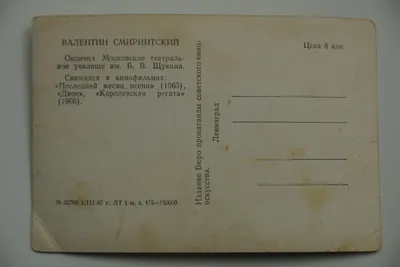 ВАЛЕНТИН СМИРНИТСКИЙ
Окончил Московское театраль-
ное училище им. Б. В. Щукина.
Снимался в кинофильмах:
«Последний месяц осени» (1965),
«Двое», «Королевская регата»
(1966).
Цена 8 коп.
Издание Бюро пропаганды советского кино-
искусства.
Ленинград